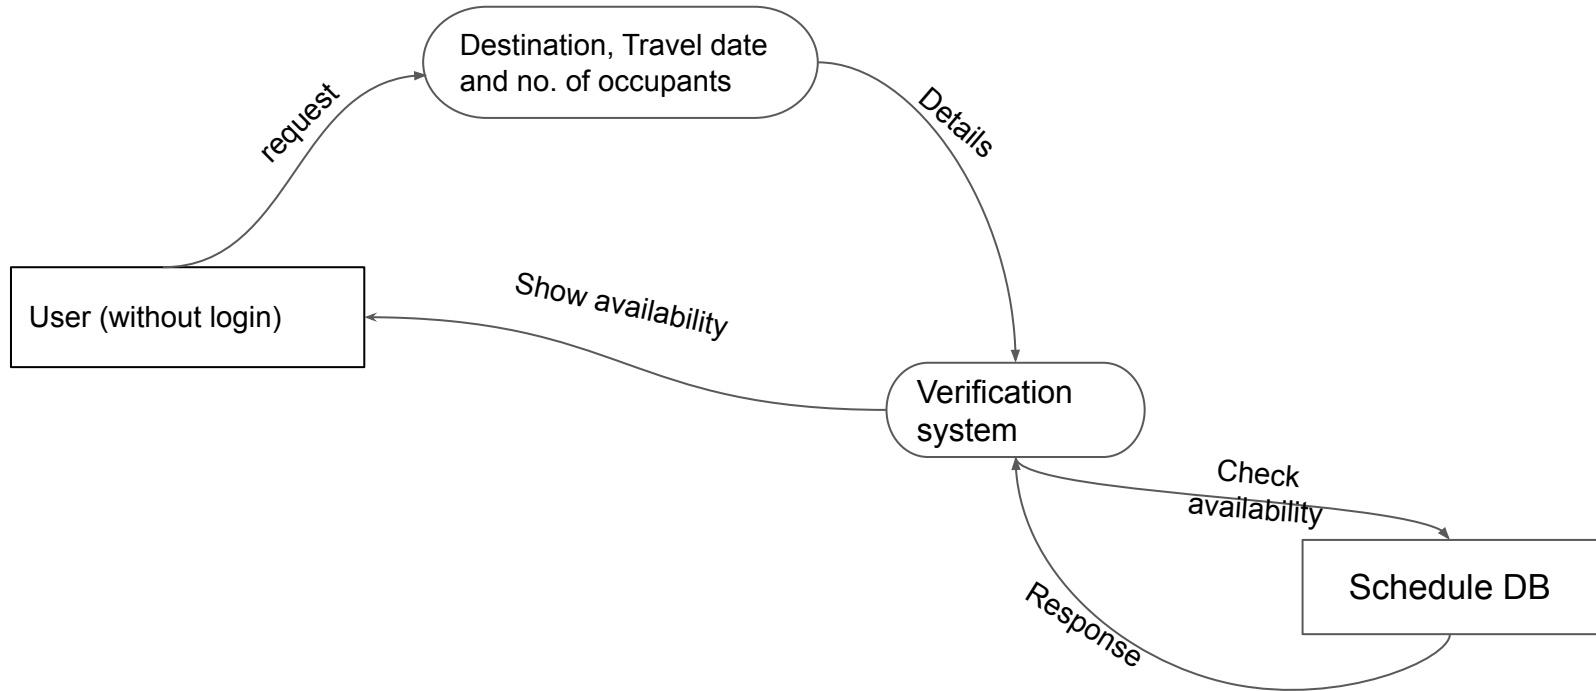 Destination, Travel date
and no. of occupants
request
Details
User (without login)
Show availability
Verification
system
Check
availability
Schedule DB
Response